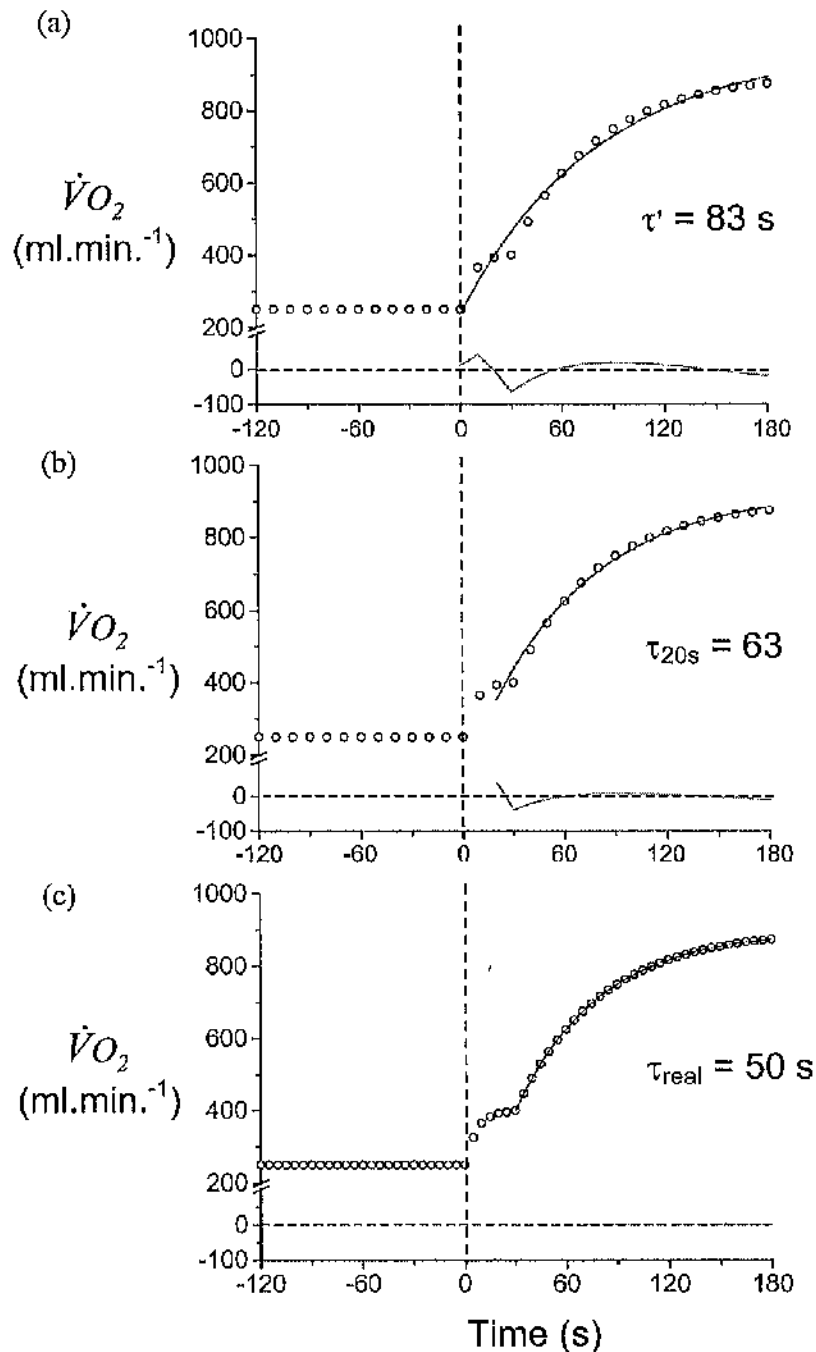 (a)
1000
800
600
400
200
0
-100
V̇O₂
(ml.min.⁻¹)
τ' = 83 s
-120 -60 0 60 120 180
(b)
1000
800
600
400
200
0
-100
V̇O₂
(ml.min.⁻¹)
τ₂₀ₛ = 63
-120 -60 0 60 120 180
(c)
1000
800
600
400
200
0
-100
V̇O₂
(ml.min.⁻¹)
τreal = 50 s
-120 -60 0 60 120 180
Time (s)